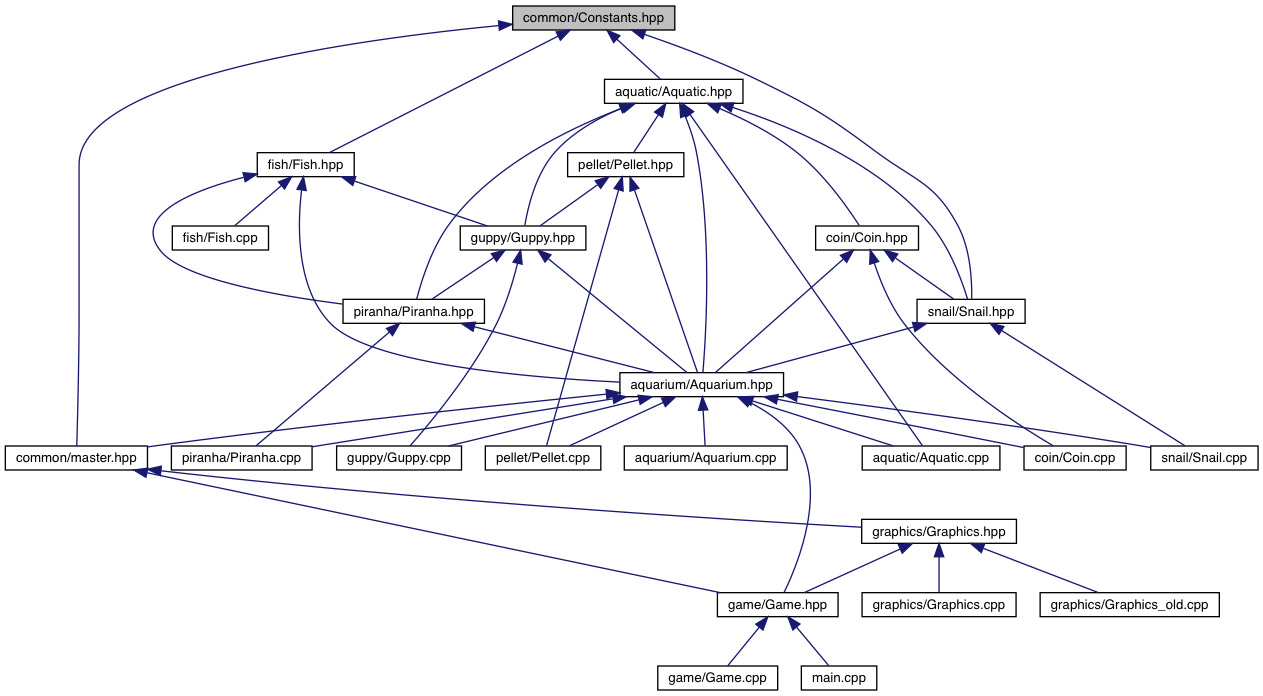 common/Constants.hpp
aquatic/Aquatic.hpp
fish/Fish.hpp
pellet/Pellet.hpp
fish/Fish.cpp
guppy/Guppy.hpp
coin/Coin.hpp
piranha/Piranha.hpp
snail/Snail.hpp
aquarium/Aquarium.hpp
common/master.hpp
piranha/Piranha.cpp
guppy/Guppy.cpp
pellet/Pellet.cpp
aquarium/Aquarium.cpp
aquatic/Aquatic.cpp
coin/Coin.cpp
snail/Snail.cpp
graphics/Graphics.hpp
game/Game.hpp
graphics/Graphics.cpp
graphics/Graphics_old.cpp
game/Game.cpp
main.cpp